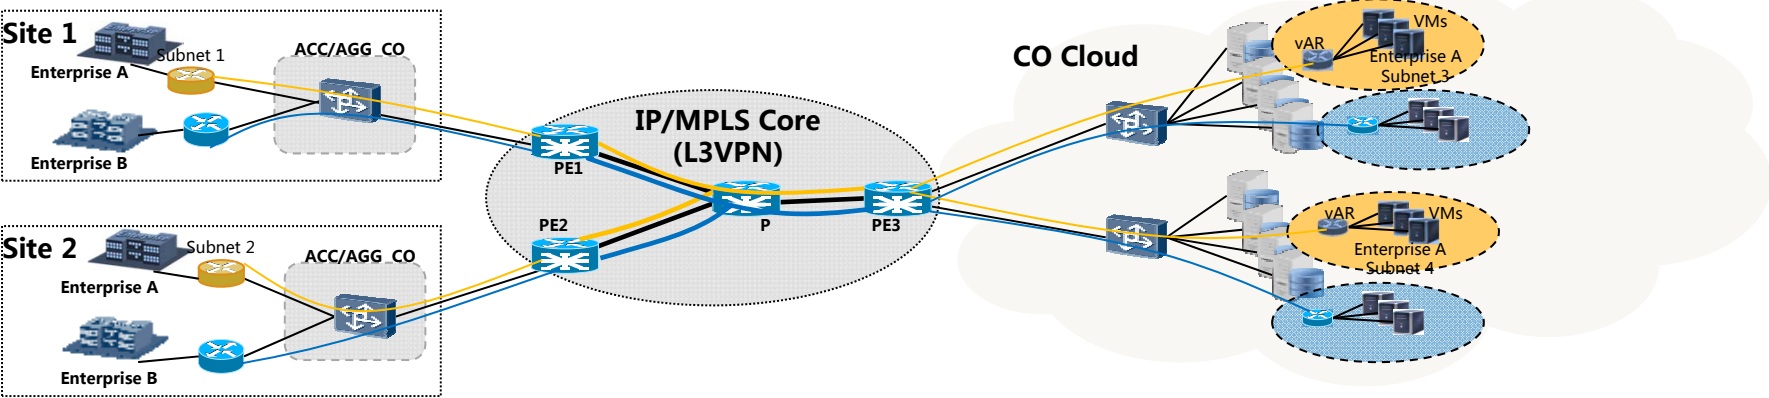 Site 1
Subnet 1
Enterprise A
ACC/AGG CO
Enterprise B
Site 2
Subnet 2
Enterprise A
ACC/AGG CO
Enterprise B
IP/MPLS Core
(L3VPN)
PE1
PE2
P
PE3
CO Cloud
vAR
VMs
Enterprise A
Subnet 3
vAR
VMs
Enterprise A
Subnet 4